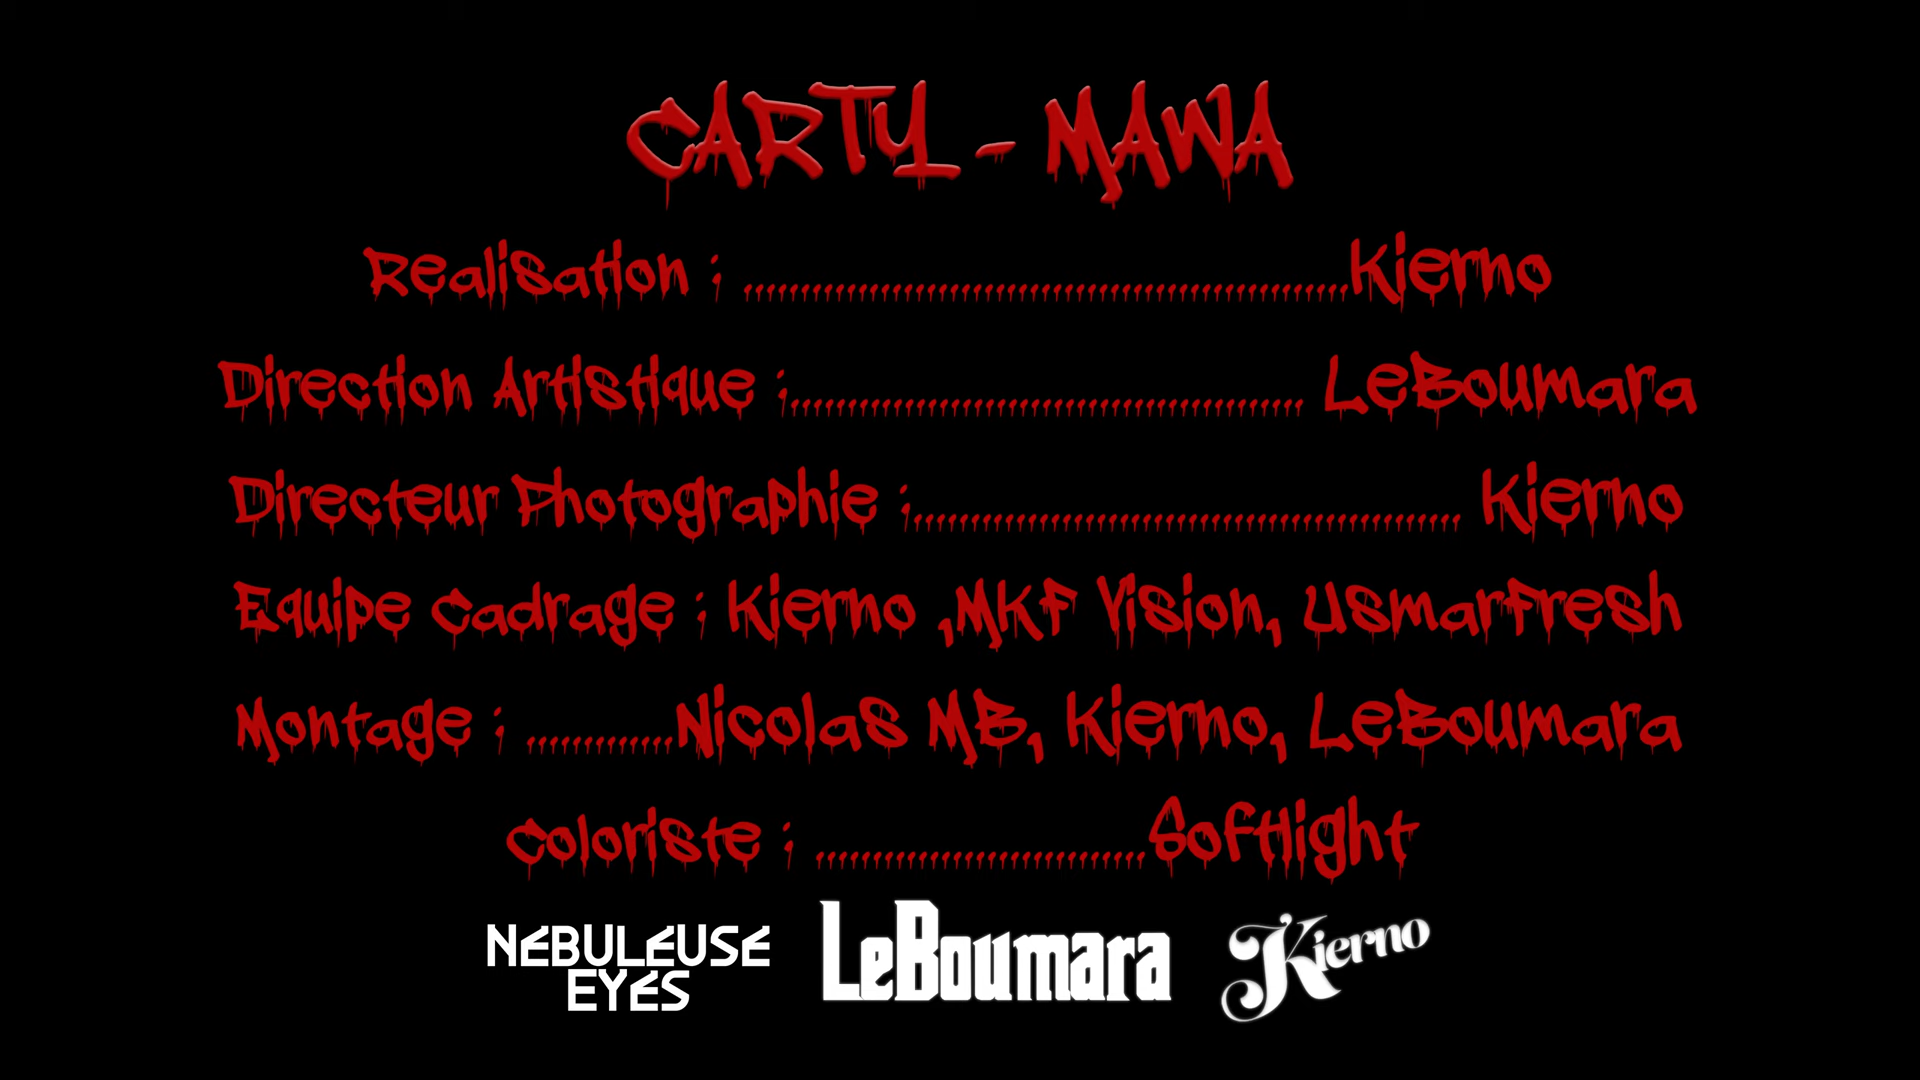 CARTY - MAWA
Realisation : ....................................................Kierno
Direction Artistique :............................................ LeBoumara
Directeur Photographie :............................................... Kierno
Equipe Cadrage : Kierno ,MKF Vision, UsmarFresh
Montage : .............Nicolas MB, Kierno, LeBoumara
Coloriste : ............................Softlight
NEBULEUSE
EYES
LeBoumara
Kierno